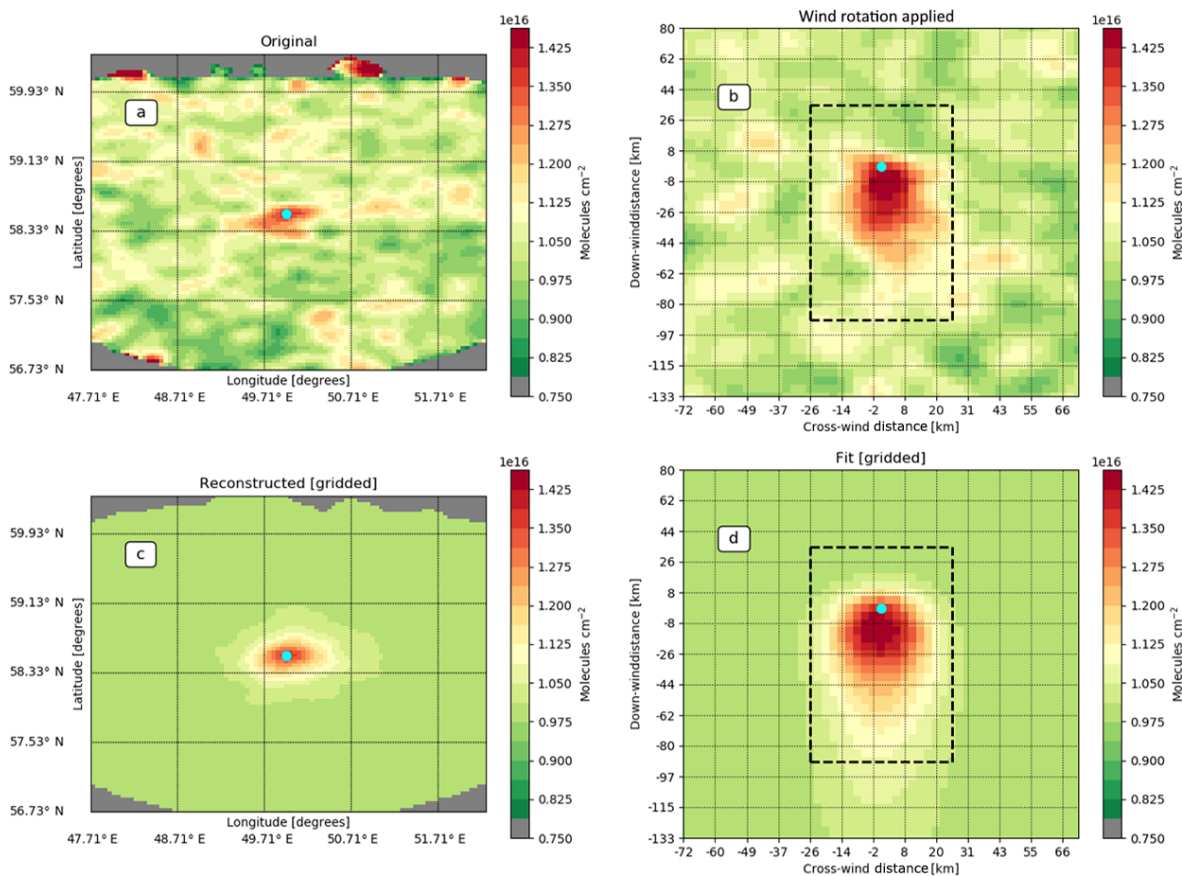 Original
a
59.93° N
59.13° N
58.33° N
57.53° N
56.73° N
Latitude [degrees]
Longitude [degrees]
47.71° E 48.71° E 49.71° E 50.71° E 51.71° E
1e16
1.425
1.350
1.275
1.200
1.125
1.050
0.975
0.900
0.825
0.750
Molecules cm⁻²
Wind rotation applied
b
80
62
44
26
8
-8
-26
-44
-62
-80
-97
-115
-133
Down-winddistance [km]
-72 -60 -49 -37 -26 -14 -2 8 20 31 43 55 66
Cross-wind distance [km]
1e16
1.425
1.350
1.275
1.200
1.125
1.050
0.975
0.900
0.825
0.750
Molecules cm⁻²
Reconstructed [gridded]
c
59.93° N
59.13° N
58.33° N
57.53° N
56.73° N
Latitude [degrees]
Longitude [degrees]
47.71° E 48.71° E 49.71° E 50.71° E 51.71° E
1e16
1.425
1.350
1.275
1.200
1.125
1.050
0.975
0.900
0.825
0.750
Molecules cm⁻²
Fit [gridded]
d
80
62
44
26
8
-8
-26
-44
-62
-80
-97
-115
-133
Down-winddistance [km]
-72 -60 -49 -37 -26 -14 -2 8 20 31 43 55 66
Cross-wind distance [km]
1e16
1.425
1.350
1.275
1.200
1.125
1.050
0.975
0.900
0.825
0.750
Molecules cm⁻²